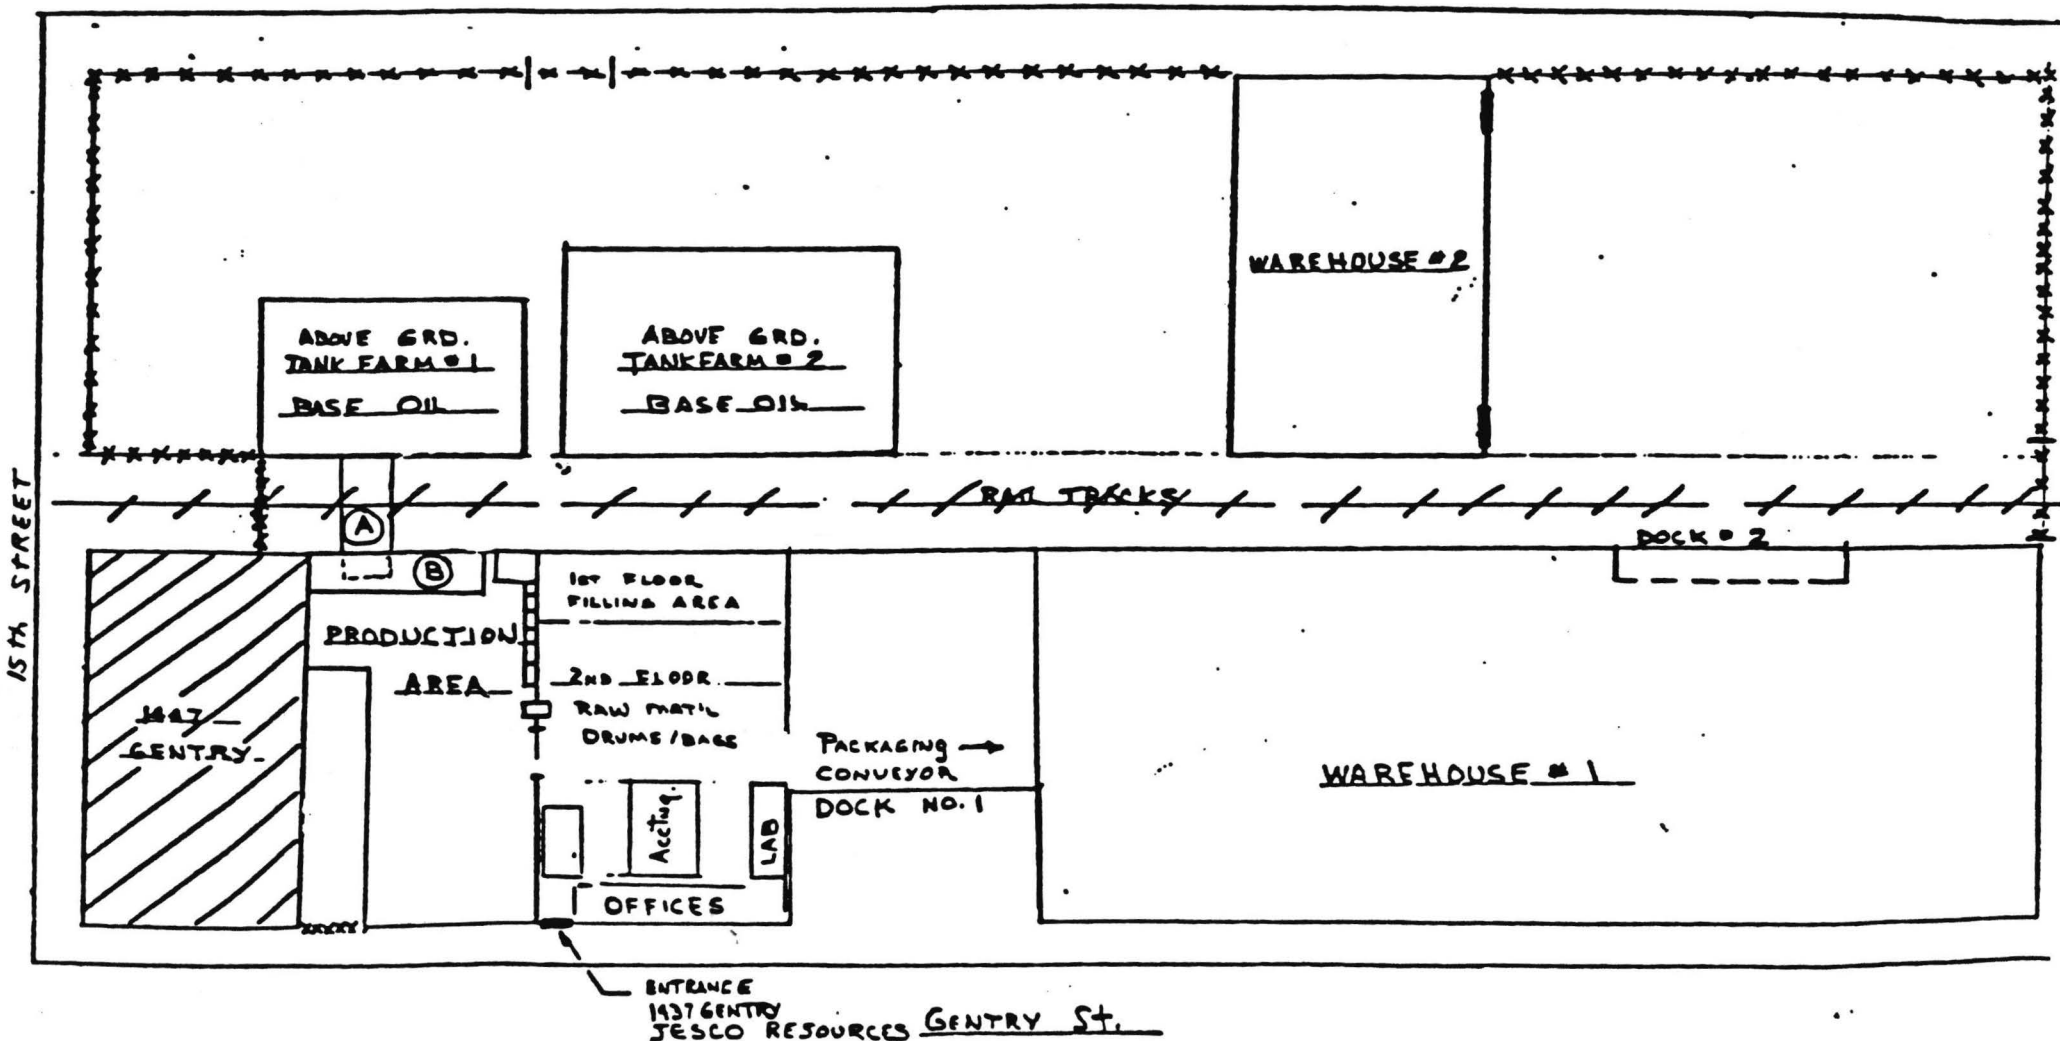 WAREHOUSE #2
ABOVE GRD.
TANK FARM #1
BASE OIL
ABOVE GRD.
TANKFARM #2
BASE OIL
RAIL TRACKS
A
DOCK #2
B
1ST FLOOR
FILLING AREA
PRODUCTION
AREA
2ND FLOOR
RAW MAT'L
DRUMS/BAGS
15th STREET
GENTRY
PACKAGING →
CONVEYOR
DOCK NO. 1
WAREHOUSE #1
Acctng.
LAB
OFFICES
ENTRANCE
1437 GENTRY
JESCO RESOURCES
GENTRY St.